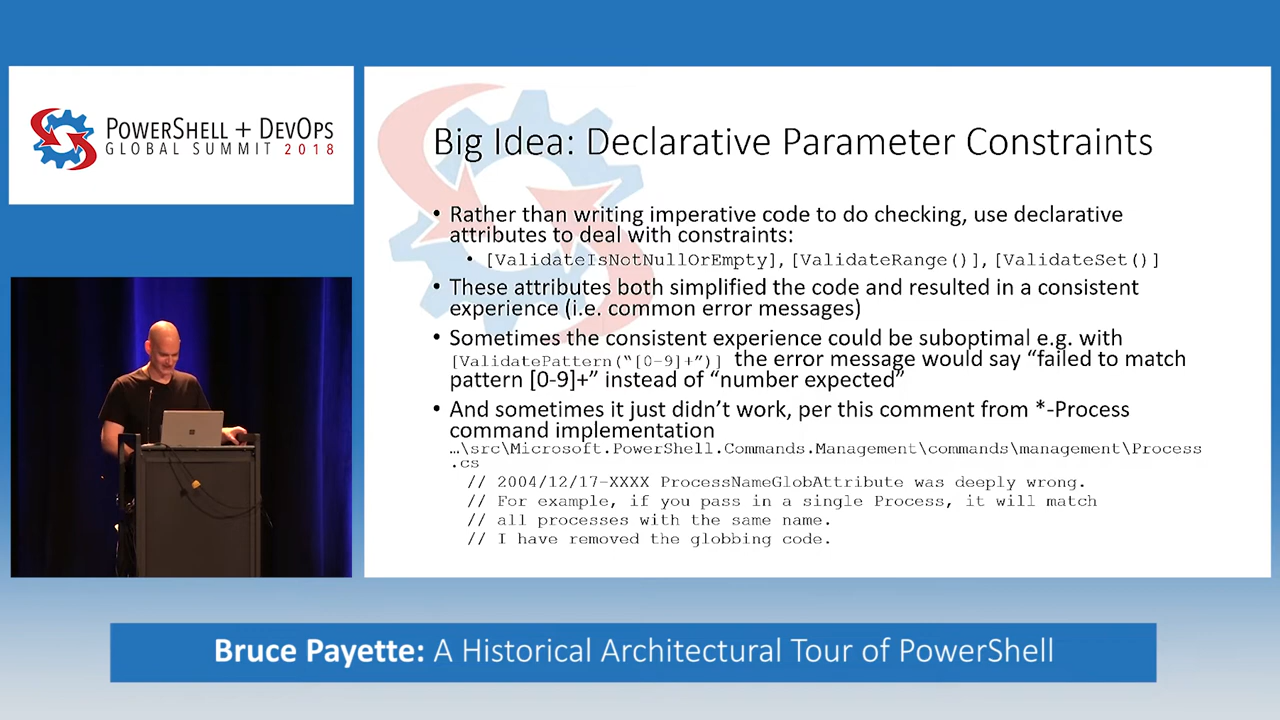 POWERSHELL + DEVOPS
GLOBAL SUMMIT 2018
Big Idea: Declarative Parameter Constraints
• Rather than writing imperative code to do checking, use declarative
attributes to deal with constraints:
• [ValidateIsNotNullOrEmpty],[ValidateRange()],[ValidateSet()]
• These attributes both simplified the code and resulted in a consistent
experience (i.e. common error messages)
• Sometimes the consistent experience could be suboptimal e.g. with
[ValidatePattern(“[0-9]+”)] the error message would say “failed to match
pattern [0-9]+” instead of “number expected”
• And sometimes it just didn’t work, per this comment from *-Process
command implementation
…\src\Microsoft.PowerShell.Commands.Management\commands\management\Process
.cs
// 2004/12/17-XXXX ProcessNameGlobAttribute was deeply wrong.
// For example, if you pass in a single Process, it will match
// all processes with the same name.
// I have removed the globbing code.
Bruce Payette: A Historical Architectural Tour of PowerShell